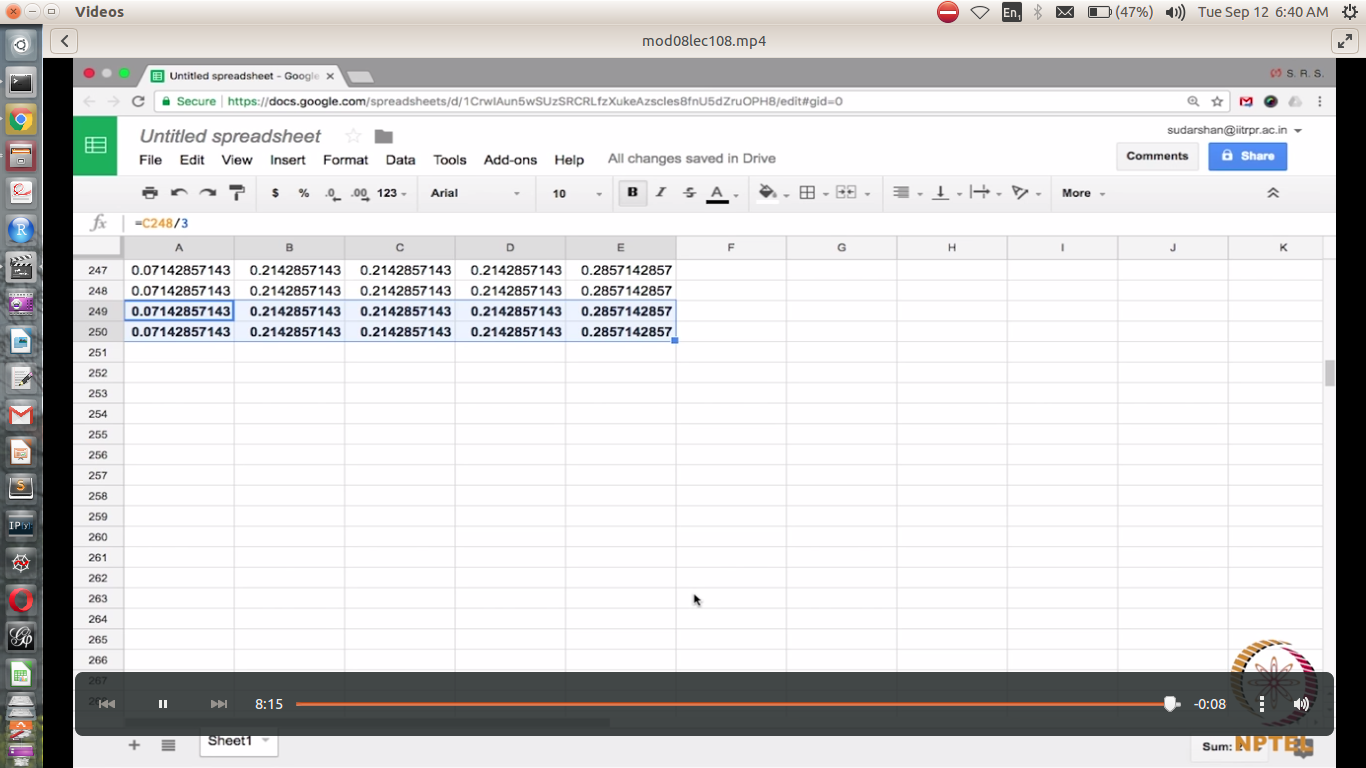 Videos
En1
(47%)
Tue Sep 12 6:40 AM
mod08lec108.mp4
Untitled spreadsheet - Google
S. R. S.
Secure https://docs.google.com/spreadsheets/d/1CrwIAun5wSUzSRCRLfzXukeAzscIes8fnU5dZruOPH8/edit#gid=0
Untitled spreadsheet
sudarshan@iitrpr.ac.in
File Edit View Insert Format Data Tools Add-ons Help All changes saved in Drive
Comments Share
$ % .0 .00 123 Arial 10 B I S A More
fx =C248/3
A B C D E F G H I J K
247 0.07142857143 0.2142857143 0.2142857143 0.2142857143 0.2857142857
248 0.07142857143 0.2142857143 0.2142857143 0.2142857143 0.2857142857
249 0.07142857143 0.2142857143 0.2142857143 0.2142857143 0.2857142857
250 0.07142857143 0.2142857143 0.2142857143 0.2142857143 0.2857142857
251
252
253
254
255
256
257
258
259
260
261
262
263
264
265
266
267
8:15 -0:08
Sheet1
Sum:
NPTEL